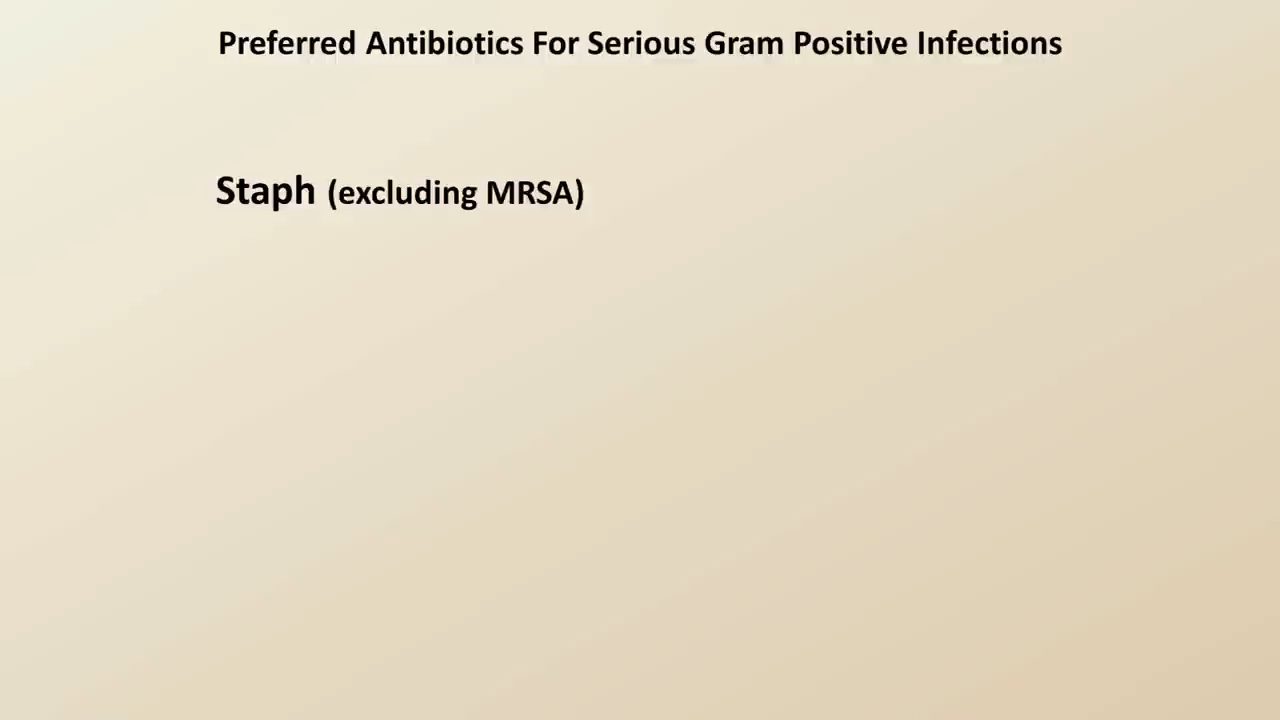 Preferred Antibiotics For Serious Gram Positive Infections
Staph (excluding MRSA)